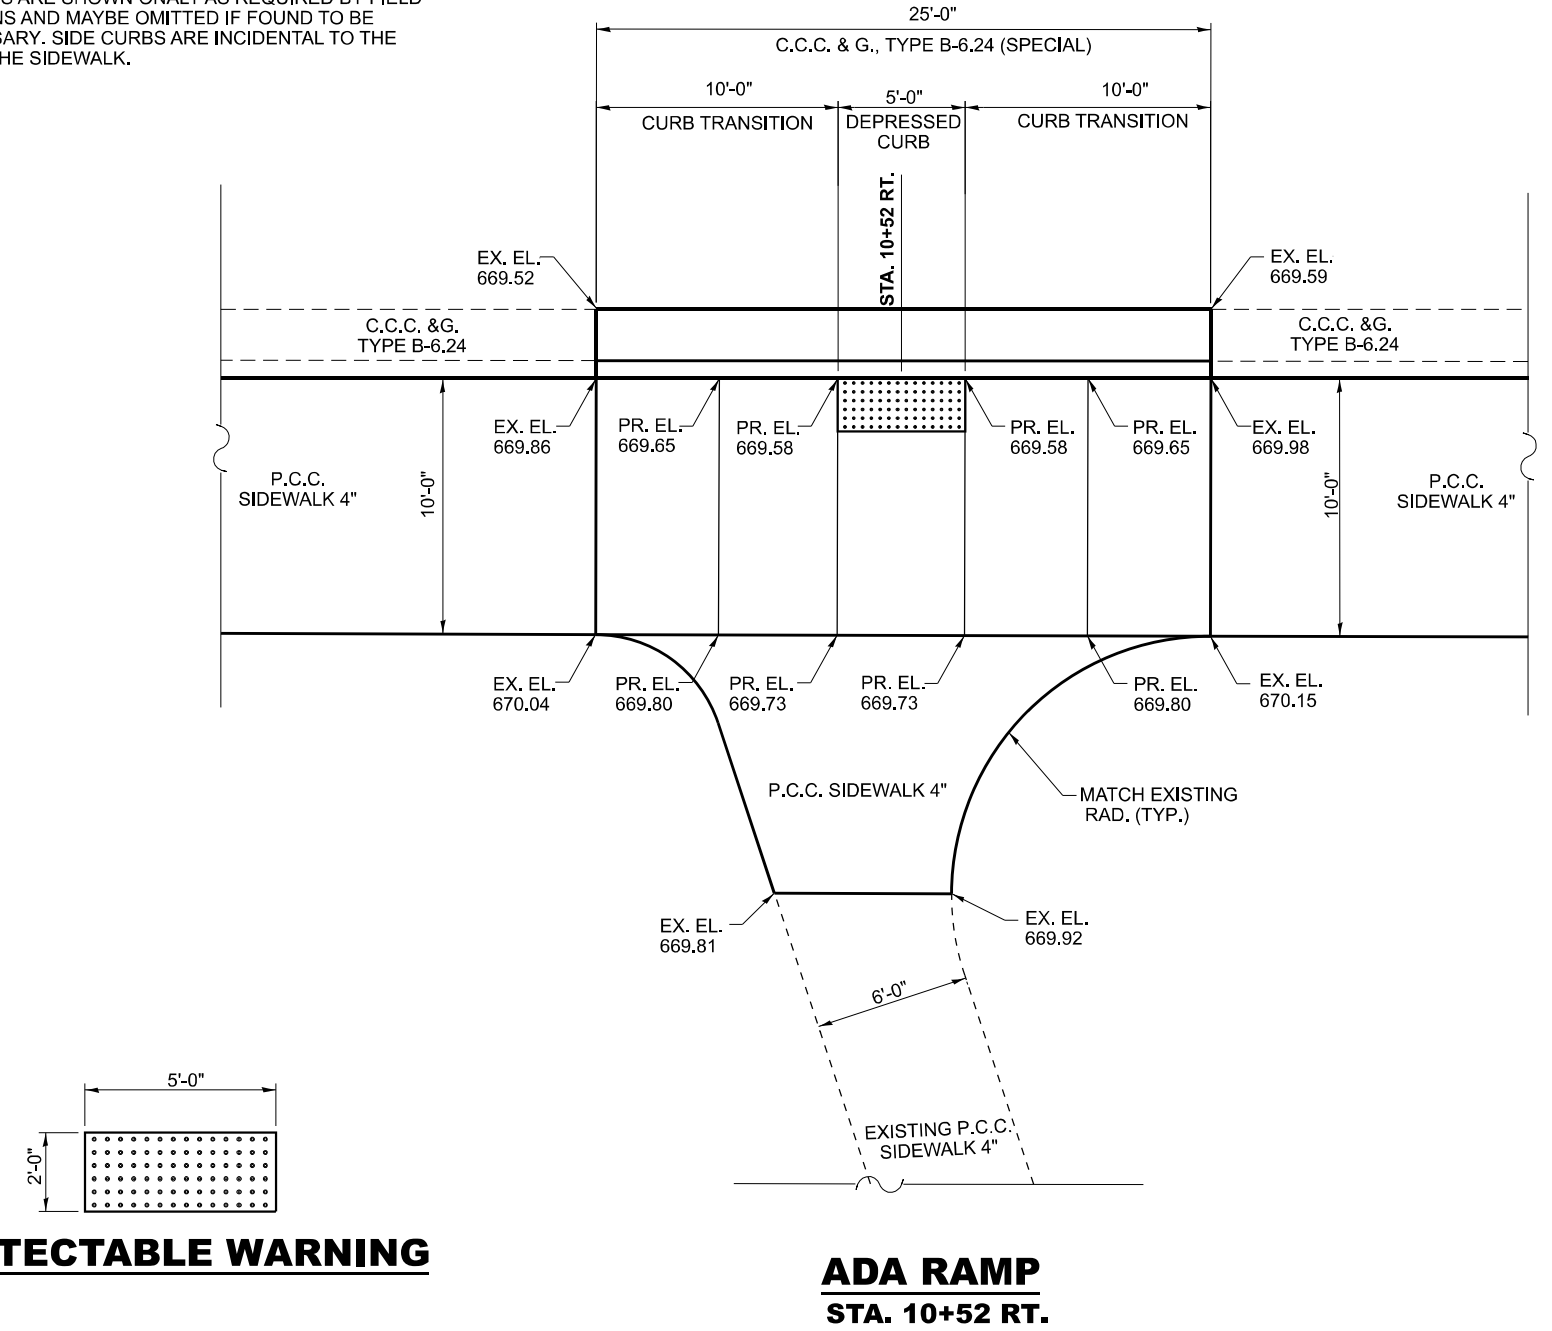 ARE SHOWN ONALY AS REQUIRED BY FIELD
AND MAYBE OMITTED IF FOUND TO BE
SIDE CURBS ARE INCIDENTAL TO THE
THE SIDEWALK.
25'-0"
C.C.C. & G., TYPE B-6.24 (SPECIAL)
10'-0"
5'-0"
10'-0"
CURB TRANSITION
DEPRESSED
CURB
CURB TRANSITION
STA. 10+52 RT.
EX. EL.
669.52
EX. EL.
669.59
C.C.C. &G.
TYPE B-6.24
C.C.C. &G.
TYPE B-6.24
EX. EL.
669.86
PR. EL.
669.65
PR. EL.
669.58
PR. EL.
669.58
PR. EL.
669.65
EX. EL.
669.98
P.C.C.
SIDEWALK 4"
10'-0"
10'-0"
P.C.C.
SIDEWALK 4"
EX. EL.
670.04
PR. EL.
669.80
PR. EL.
669.73
PR. EL.
669.73
PR. EL.
669.80
EX. EL.
670.15
P.C.C. SIDEWALK 4"
MATCH EXISTING
RAD. (TYP.)
EX. EL.
669.81
EX. EL.
669.92
6'-0"
EXISTING P.C.C.
SIDEWALK 4"
5'-0"
2'-0"
TECTABLE WARNING
ADA RAMP
STA. 10+52 RT.